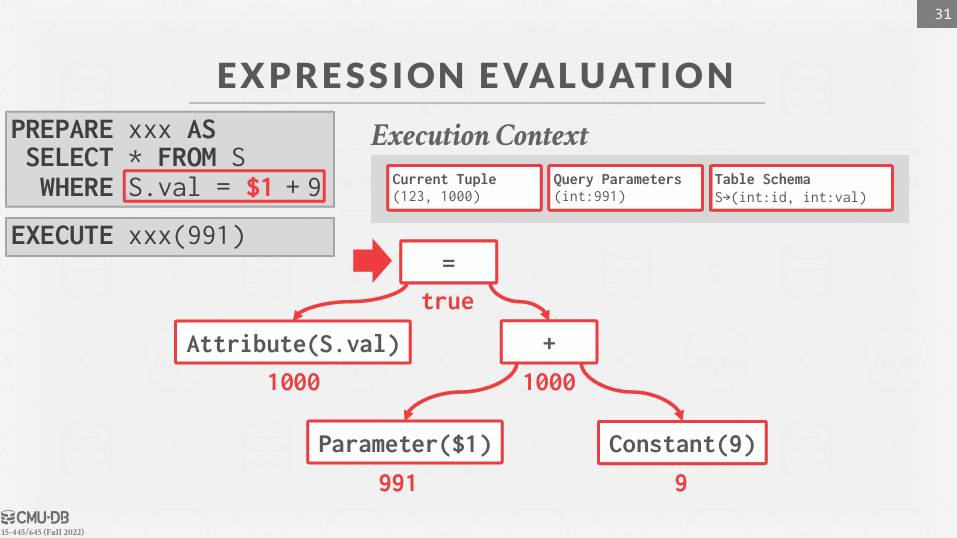 31
EXPRESSION EVALUATION
PREPARE xxx AS
SELECT * FROM S
WHERE S.val = $1 + 9
EXECUTE xxx(991)
Execution Context
Current Tuple
(123, 1000)
Query Parameters
(int:991)
Table Schema
S→(int:id, int:val)
=
true
Attribute(S.val)
1000
+
1000
Parameter($1)
991
Constant(9)
9
CMU·DB
15-445/645 (Fall 2022)